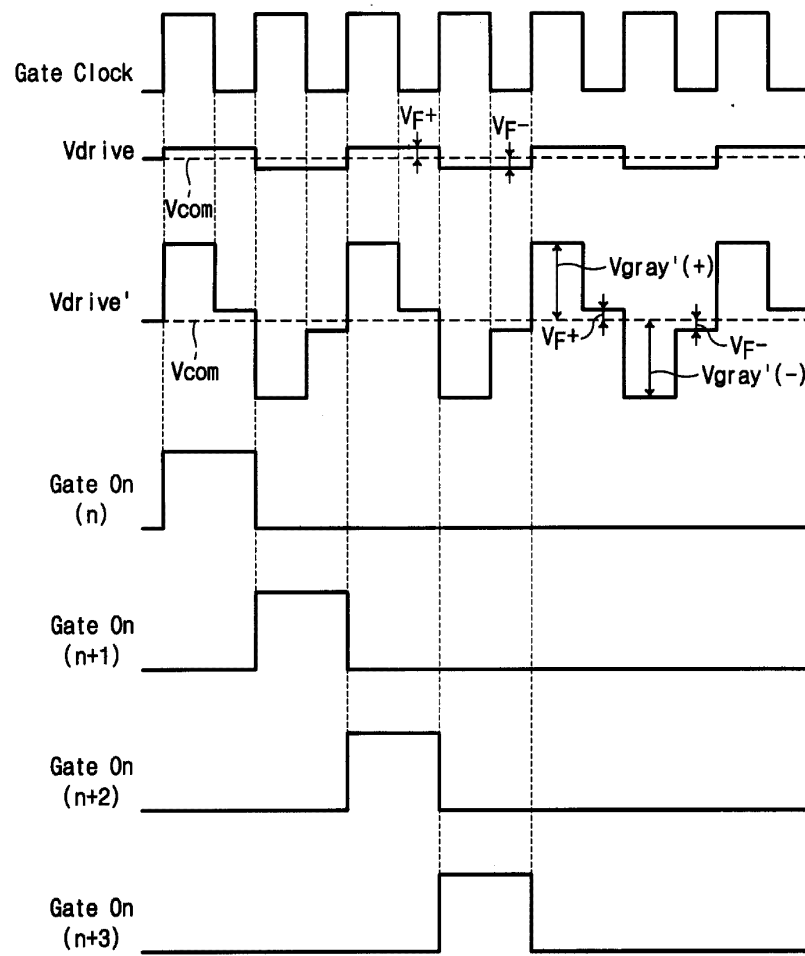 Gate Clock
VF+
VF−
Vdrive
Vcom
Vgray'(+)
Vdrive'
VF+
VF−
Vcom
Vgray'(−)
Gate On
(n)
Gate On
(n+1)
Gate On
(n+2)
Gate On
(n+3)